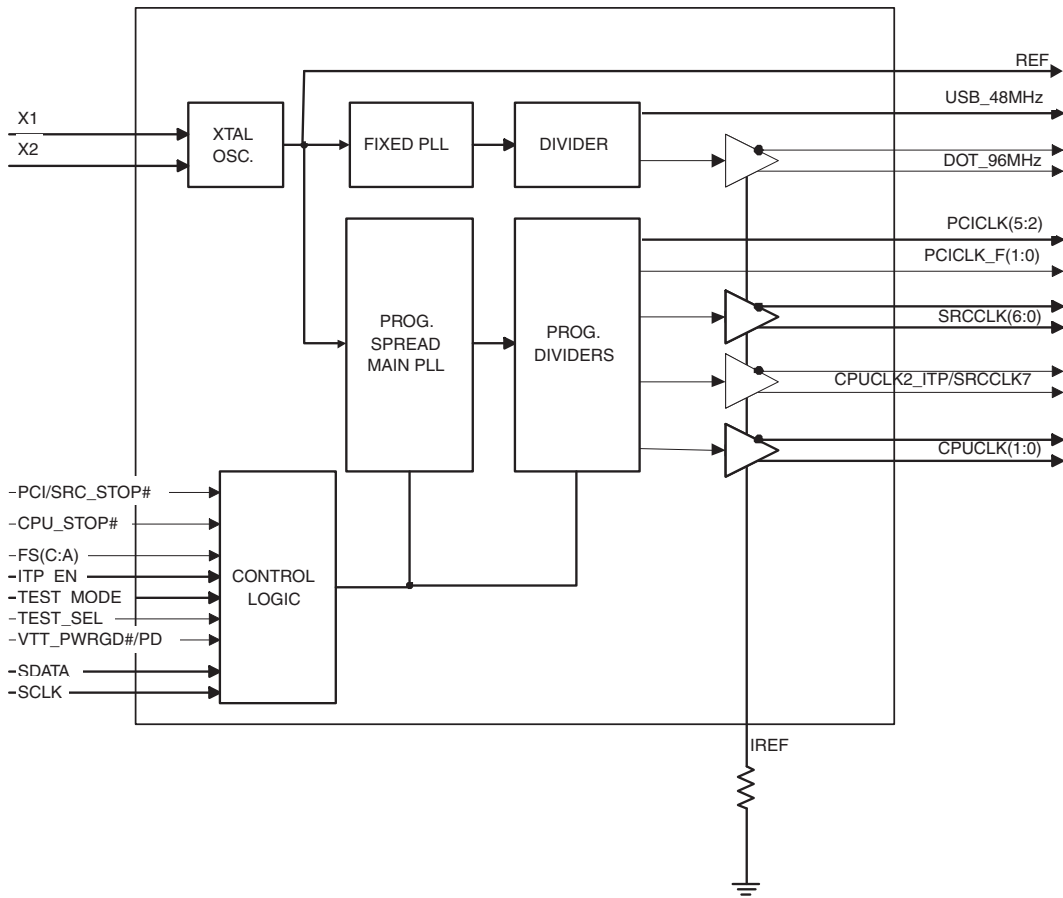 REF
USB_48MHz
X1
X2
XTAL
OSC.
FIXED PLL
DIVIDER
DOT_96MHz
PCICLK(5:2)
PCICLK_F(1:0)
PROG.
SPREAD
MAIN PLL
PROG.
DIVIDERS
SRCCLK(6:0)
CPUCLK2_ITP/SRCCLK7
CPUCLK(1:0)
PCI/SRC_STOP#
CPU_STOP#
FS(C:A)
ITP_EN
TEST_MODE
TEST_SEL
VTT_PWRGD#/PD
SDATA
SCLK
CONTROL
LOGIC
IREF